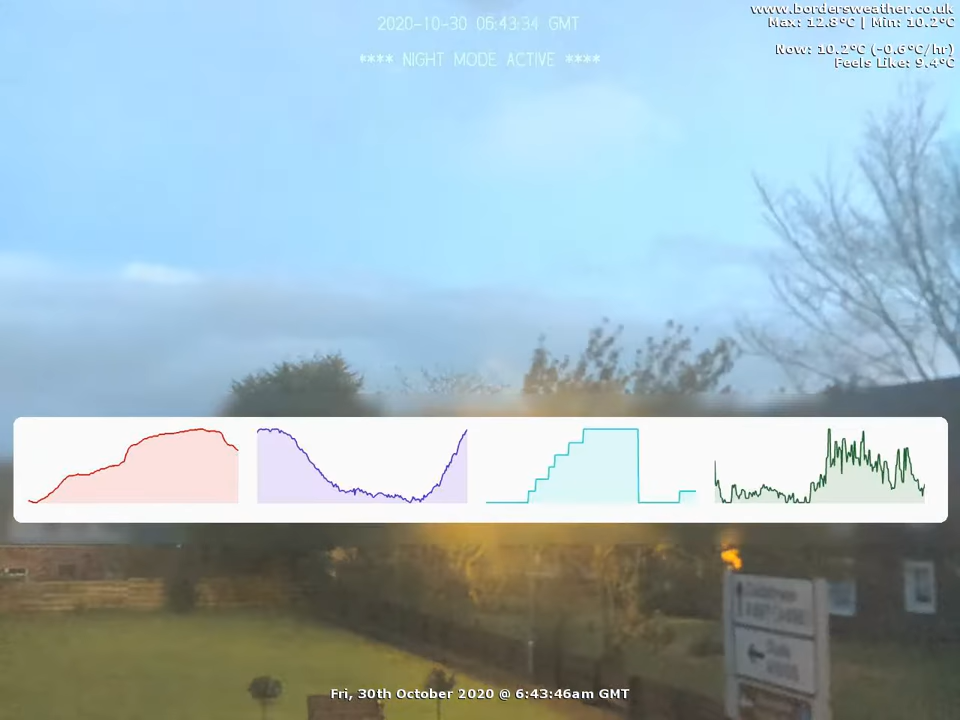 www.bordersweather.co.uk
2020-10-30 06:43:34 GMT
Max: 12.8°C | Min: 10.2°C
Now: 10.2°C (-0.6°C/hr)
**** NIGHT MODE ACTIVE ****
Feels Like: 9.4°C
Fri, 30th October 2020 @ 6:43:46am GMT